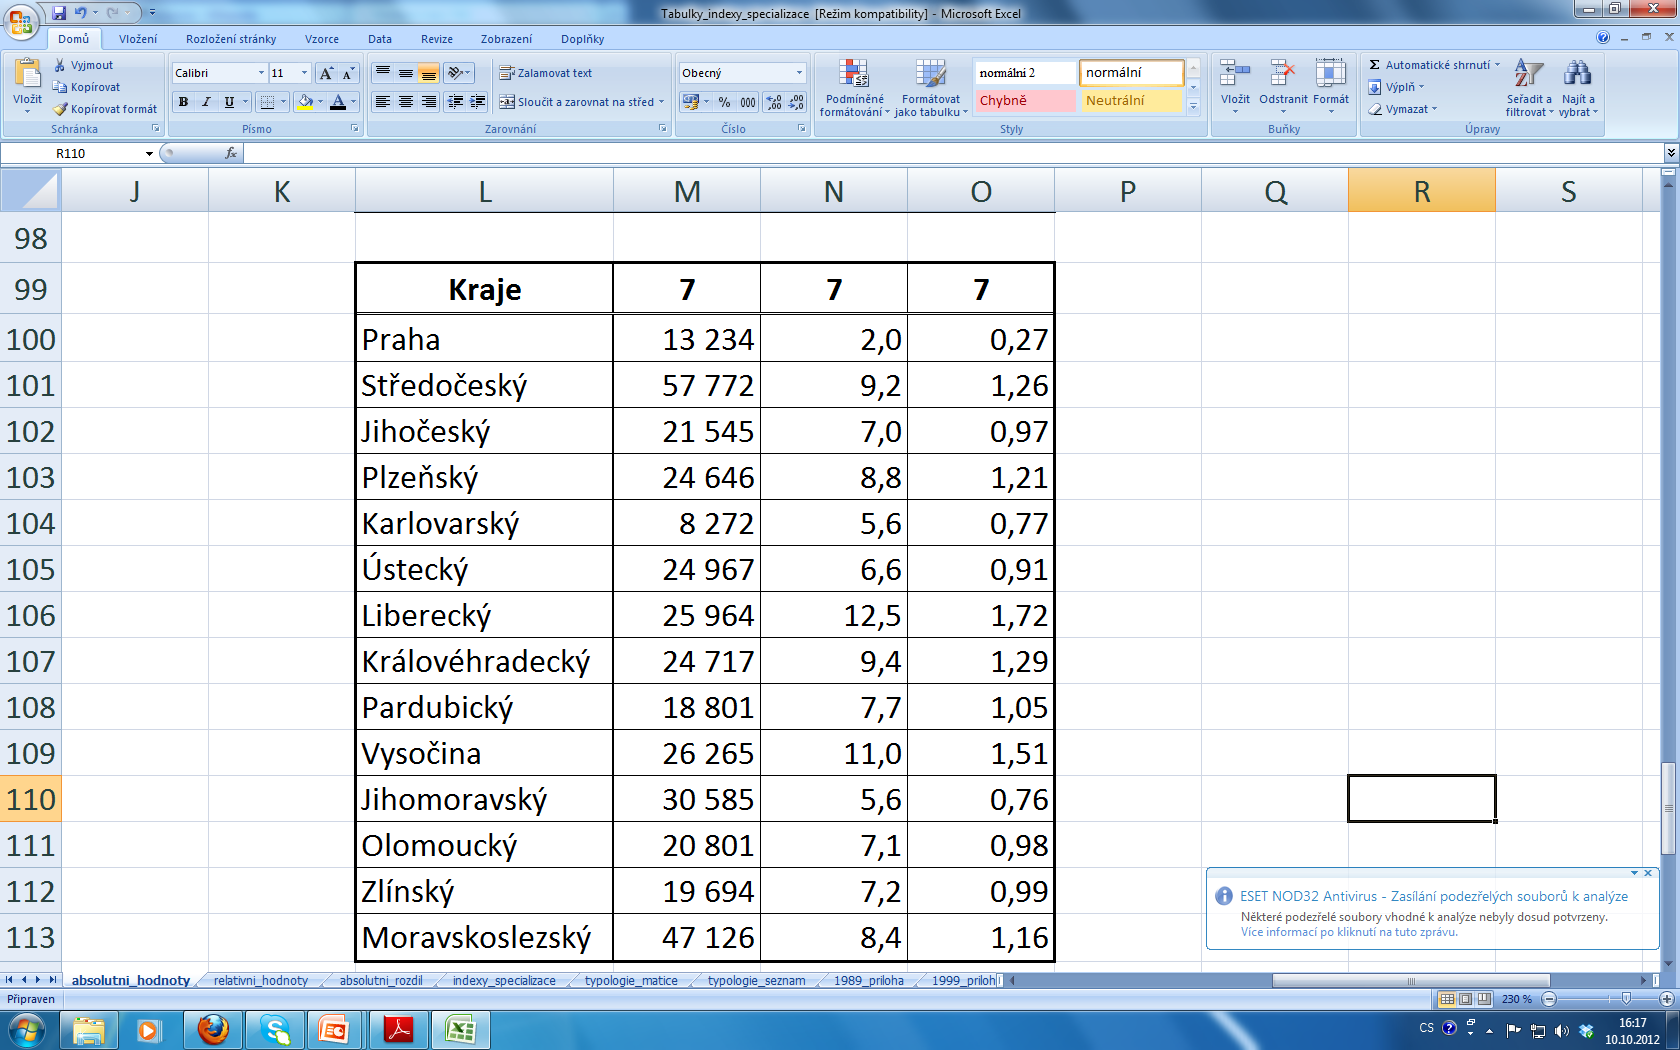 Tabulky_indexy_specializace [Režim kompatibility] - Microsoft Excel
Domů Vložení Rozložení stránky Vzorce Data Revize Zobrazení Doplňky
Vložit
Vyjmout
Kopírovat
Kopírovat formát
Schránka
Calibri 11
B I U A
Písmo
Zalamovat text
Sloučit a zarovnat na střed
Zarovnání
Obecný
% 000
Číslo
Podmíněné formátování
Formátovat jako tabulku
normální 2 normální
Chybně Neutrální
Styly
Vložit Odstranit Formát
Buňky
Σ Automatické shrnutí
Výplň
Vymazat
Seřadit a filtrovat
Najít a vybrat
Úpravy
R110 fx
J K L M N O P Q R S
98
99 Kraje 7 7 7
100 Praha 13 234 2,0 0,27
101 Středočeský 57 772 9,2 1,26
102 Jihočeský 21 545 7,0 0,97
103 Plzeňský 24 646 8,8 1,21
104 Karlovarský 8 272 5,6 0,77
105 Ústecký 24 967 6,6 0,91
106 Liberecký 25 964 12,5 1,72
107 Královéhradecký 24 717 9,4 1,29
108 Pardubický 18 801 7,7 1,05
109 Vysočina 26 265 11,0 1,51
110 Jihomoravský 30 585 5,6 0,76
111 Olomoucký 20 801 7,1 0,98
112 Zlínský 19 694 7,2 0,99
113 Moravskoslezský 47 126 8,4 1,16
ESET NOD32 Antivirus - Zasílání podezřelých souborů k analýze
Některé podezřelé soubory vhodné k analýze nebyly dosud potvrzeny.
Více informací po kliknutí na tuto zprávu.
absolutni_hodnoty relativni_hodnoty absolutni_rozdil indexy_specializace typologie_matice typologie_seznam 1989_priloha 1999_priloh
Připraven 230 %
CS 16:17
10.10.2012